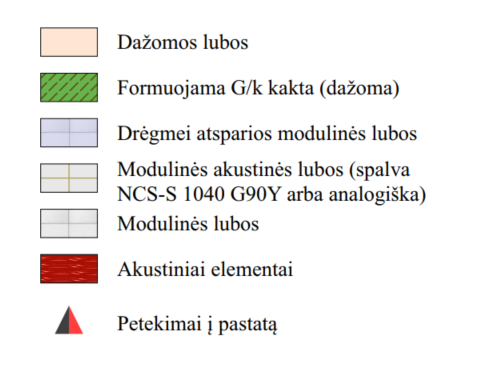 Dažomos lubos
Formuojama G/k kakta (dažoma)
Drėgmei atsparios modulinės lubos
Modulinės akustinės lubos (spalva
NCS-S 1040 G90Y arba analogiška)
Modulinės lubos
Akustiniai elementai
Petekimai į pastatą